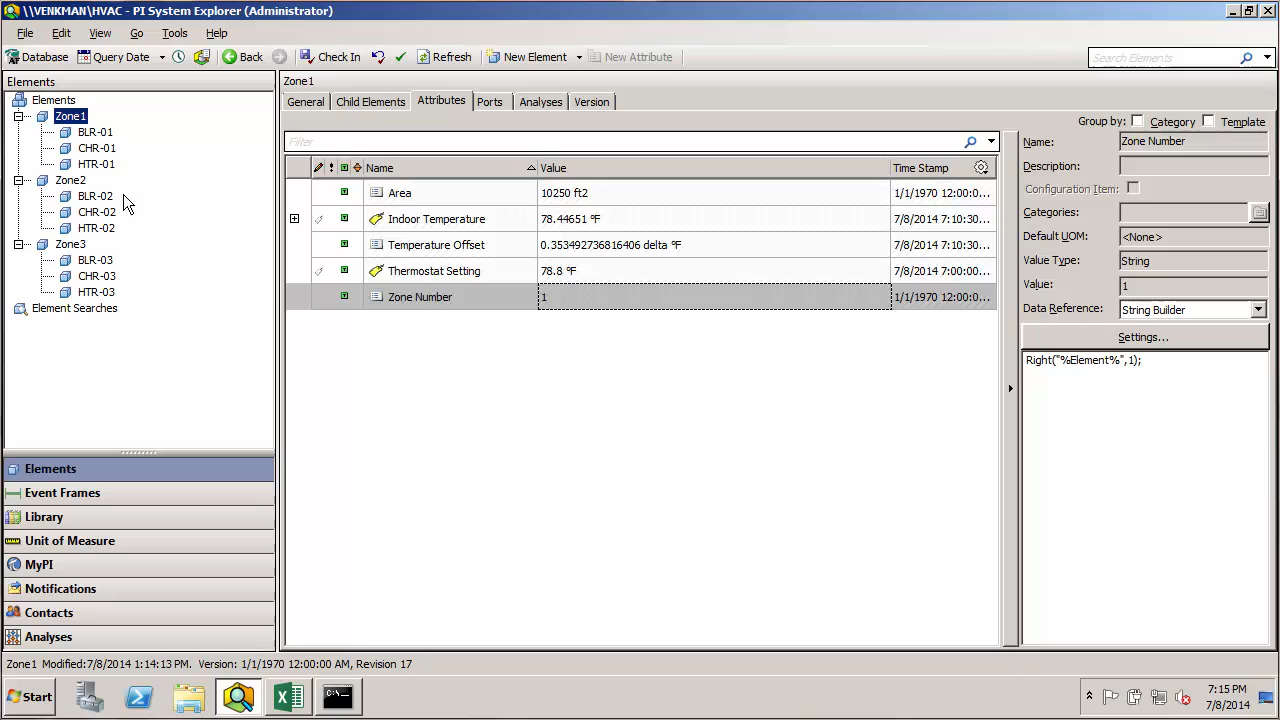 \\VENKMAN\HVAC - PI System Explorer (Administrator)
File Edit View Go Tools Help
Database Query Date Back Check In Refresh New Element New Attribute Search Elements
Elements
Elements
Zone1
BLR-01
CHR-01
HTR-01
Zone2
BLR-02
CHR-02
HTR-02
Zone3
BLR-03
CHR-03
HTR-03
Element Searches
Elements
Event Frames
Library
Unit of Measure
MyPI
Notifications
Contacts
Analyses
Zone1
General Child Elements Attributes Ports Analyses Version
Group by: Category Template
Filter
Name Value Time Stamp
Area 10250 ft2 1/1/1970 12:00:0...
Indoor Temperature 78.44651 °F 7/8/2014 7:10:30...
Temperature Offset 0.353492736816406 delta °F 7/8/2014 7:10:30...
Thermostat Setting 78.8 °F 7/8/2014 7:00:00...
Zone Number 1 1/1/1970 12:00:0...
Name: Zone Number
Description:
Configuration Item:
Categories:
Default UOM: <None>
Value Type: String
Value: 1
Data Reference: String Builder
Settings...
Right("%Element%",1);
Zone1 Modified:7/8/2014 1:14:13 PM. Version: 1/1/1970 12:00:00 AM, Revision 17
Start
C:\_
7:15 PM
7/8/2014